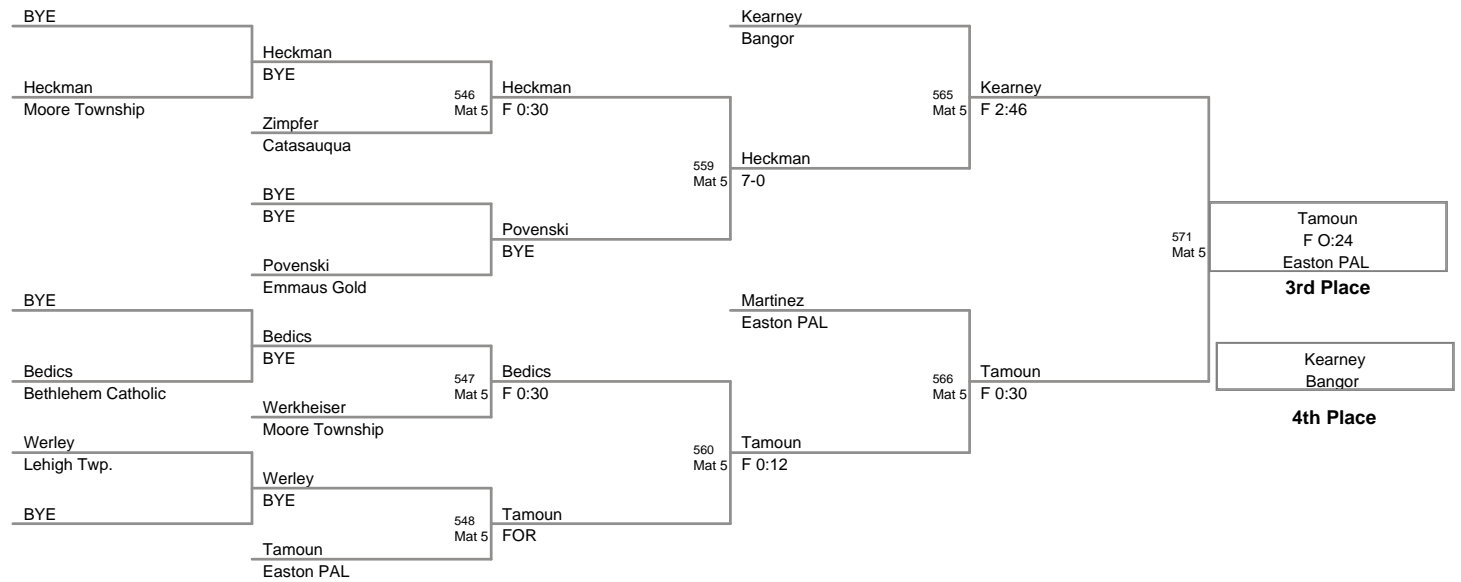 BYE
Kearney
Bangor
Heckman
BYE
Heckman
Moore Township
546
Mat 5
Heckman
F 0:30
565
Mat 5
Kearney
F 2:46
Zimpfer
Catasauqua
559
Mat 5
Heckman
7-0
BYE
BYE
Povenski
BYE
571
Mat 5
Tamoun
F O:24
Easton PAL
3rd Place
Povenski
Emmaus Gold
BYE
Martinez
Easton PAL
Bedics
BYE
Kearney
Bangor
4th Place
Bedics
Bethlehem Catholic
547
Mat 5
Bedics
F 0:30
566
Mat 5
Tamoun
F 0:30
Werkheiser
Moore Township
Werley
Lehigh Twp.
560
Mat 5
Tamoun
F 0:12
Werley
BYE
BYE
548
Mat 5
Tamoun
FOR
Tamoun
Easton PAL